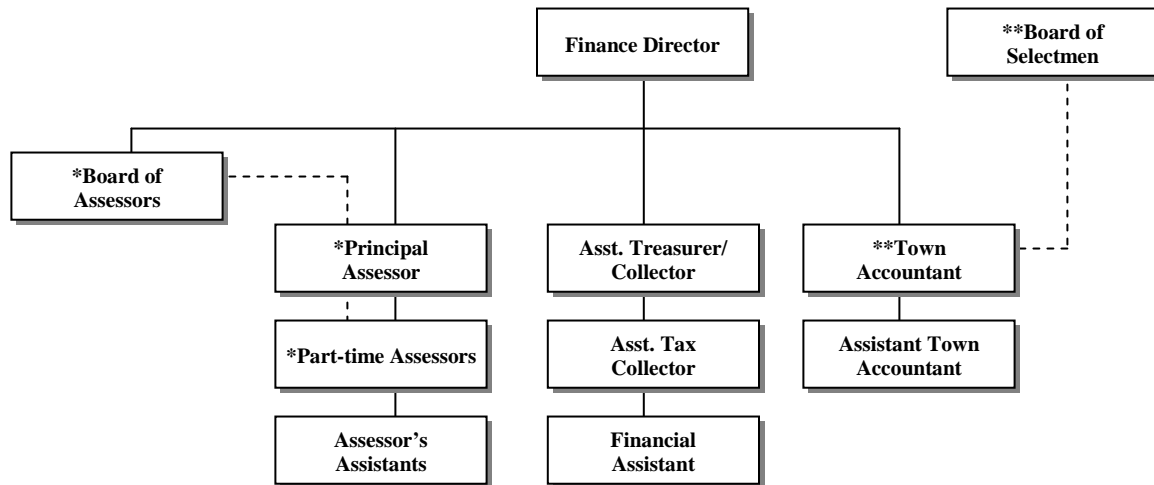 Finance Director
**Board of
Selectmen
*Board of
Assessors
*Principal
Assessor
Asst. Treasurer/
Collector
**Town
Accountant
*Part-time Assessors
Asst. Tax
Collector
Assistant Town
Accountant
Assessor’s
Assistants
Financial
Assistant